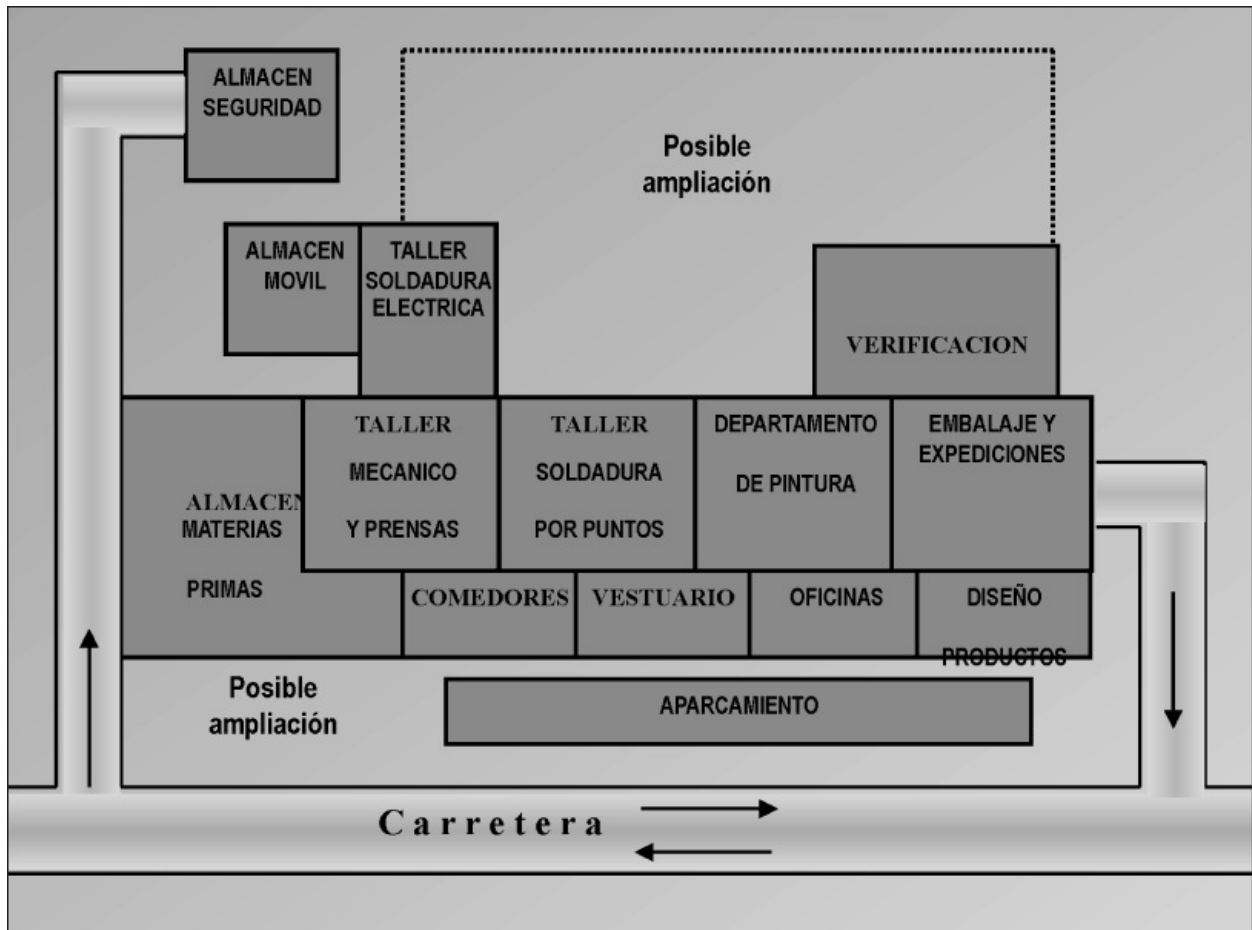 ALMACEN
SEGURIDAD
Posible
ampliación
ALMACEN
MOVIL
TALLER
SOLDADURA
ELECTRICA
VERIFICACION
ALMACEN
MATERIAS
PRIMAS
TALLER
MECANICO
Y PRENSAS
TALLER
SOLDADURA
POR PUNTOS
DEPARTAMENTO
DE PINTURA
EMBALAJE Y
EXPEDICIONES
COMEDORES
VESTUARIO
OFICINAS
DISEÑO
PRODUCTOS
Posible
ampliación
APARCAMIENTO
Carretera